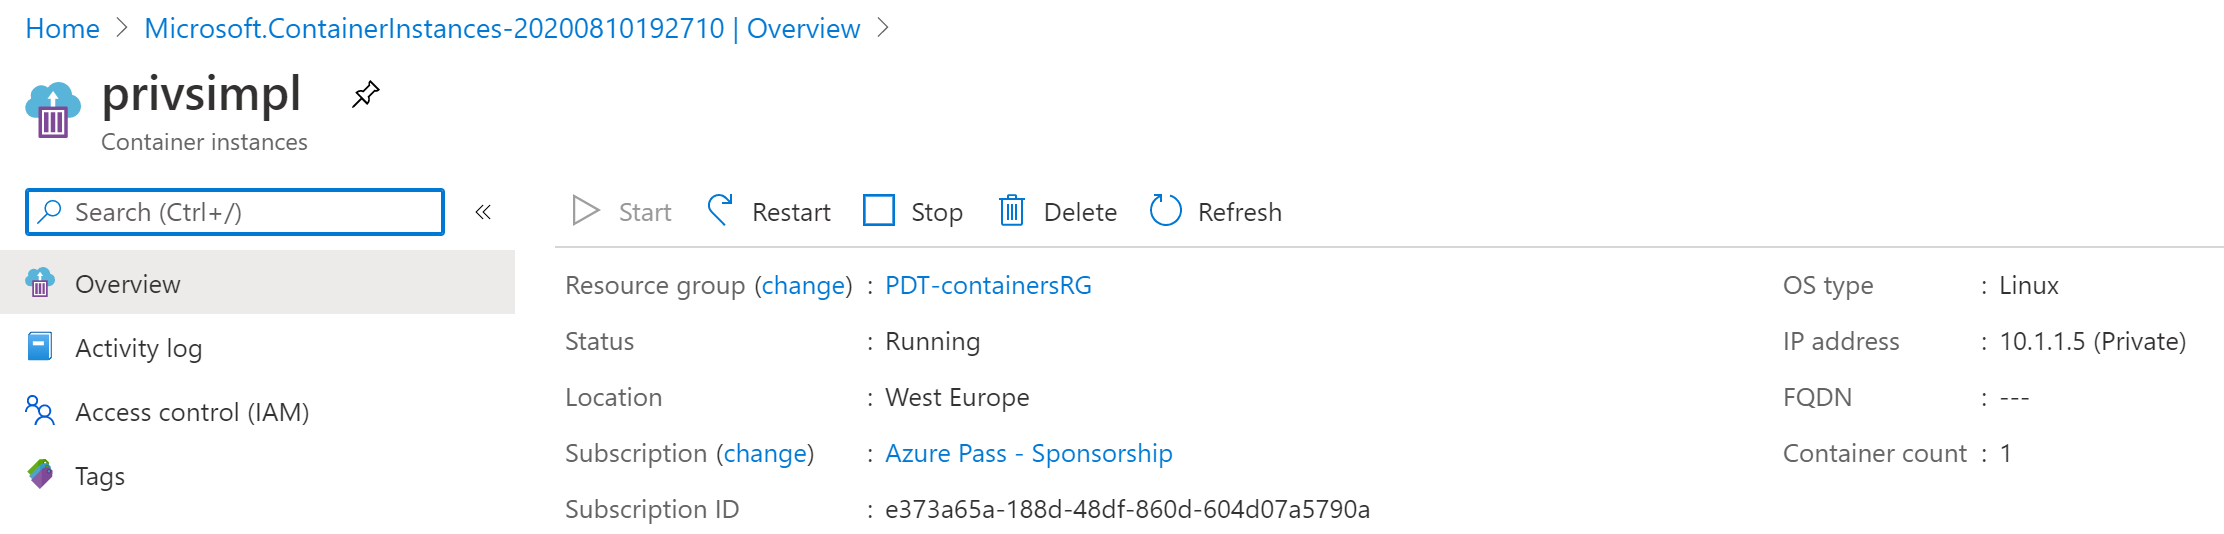 Home > Microsoft.ContainerInstances-20200810192710 | Overview >
privsimpl
Container instances
Search (Ctrl+/) «
Start Restart Stop Delete Refresh
Overview
Activity log
Access control (IAM)
Tags
Resource group (change) : PDT-containersRG
Status : Running
Location : West Europe
Subscription (change) : Azure Pass - Sponsorship
Subscription ID : e373a65a-188d-48df-860d-604d07a5790a
OS type : Linux
IP address : 10.1.1.5 (Private)
FQDN : ---
Container count : 1